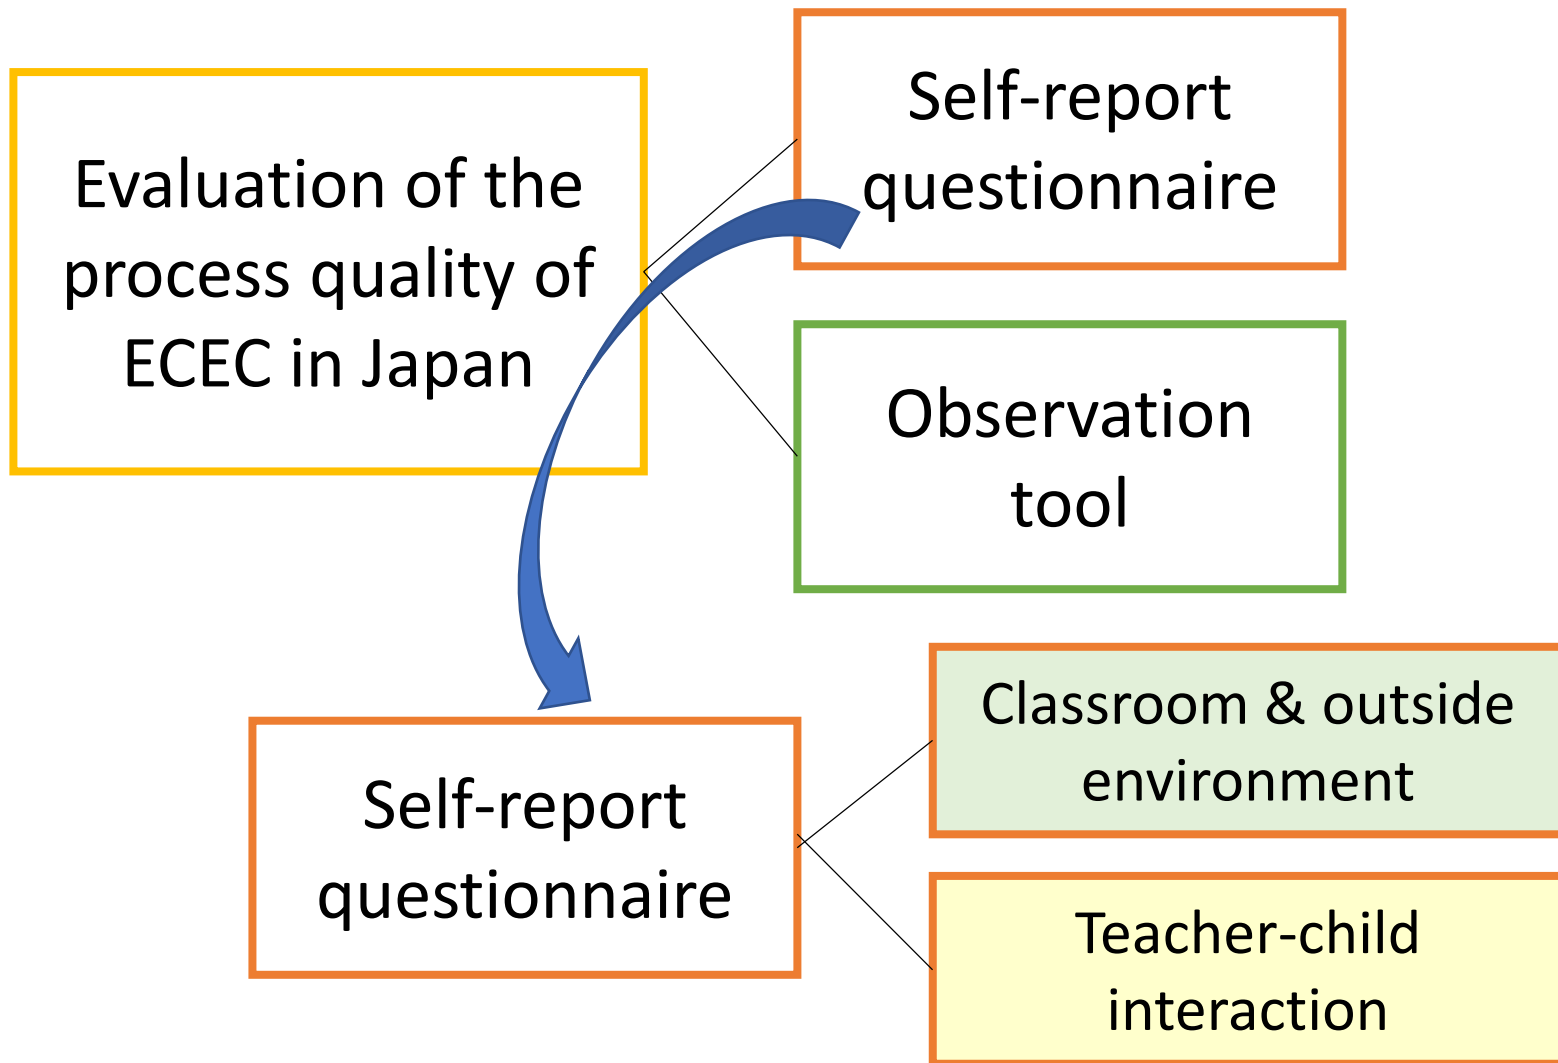 Evaluation of the
process quality of
ECEC in Japan
Self-report
questionnaire
Observation
tool
Self-report
questionnaire
Classroom & outside
environment
Teacher-child
interaction